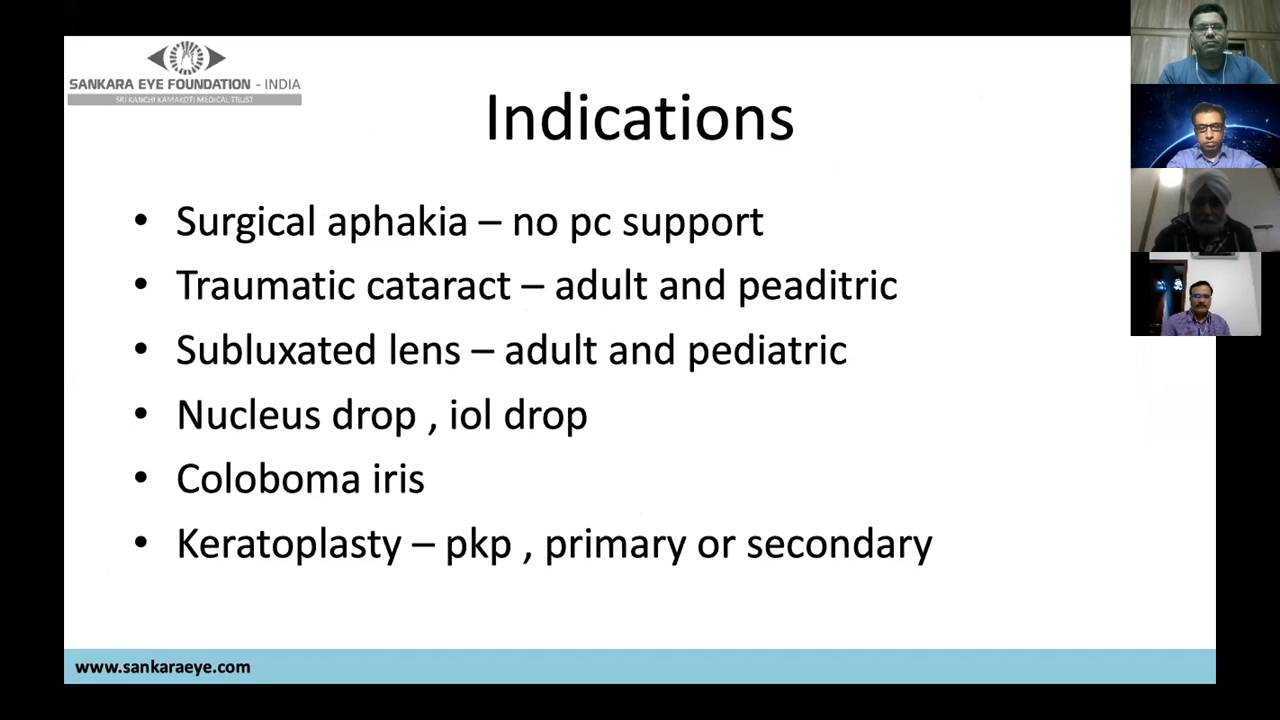 SANKARA EYE FOUNDATION - INDIA
SRI KANCHI KAMAKOTI MEDICAL TRUST
Indications
• Surgical aphakia – no pc support
• Traumatic cataract – adult and peaditric
• Subluxated lens – adult and pediatric
• Nucleus drop , iol drop
• Coloboma iris
• Keratoplasty – pkp , primary or secondary
www.sankaraeye.com